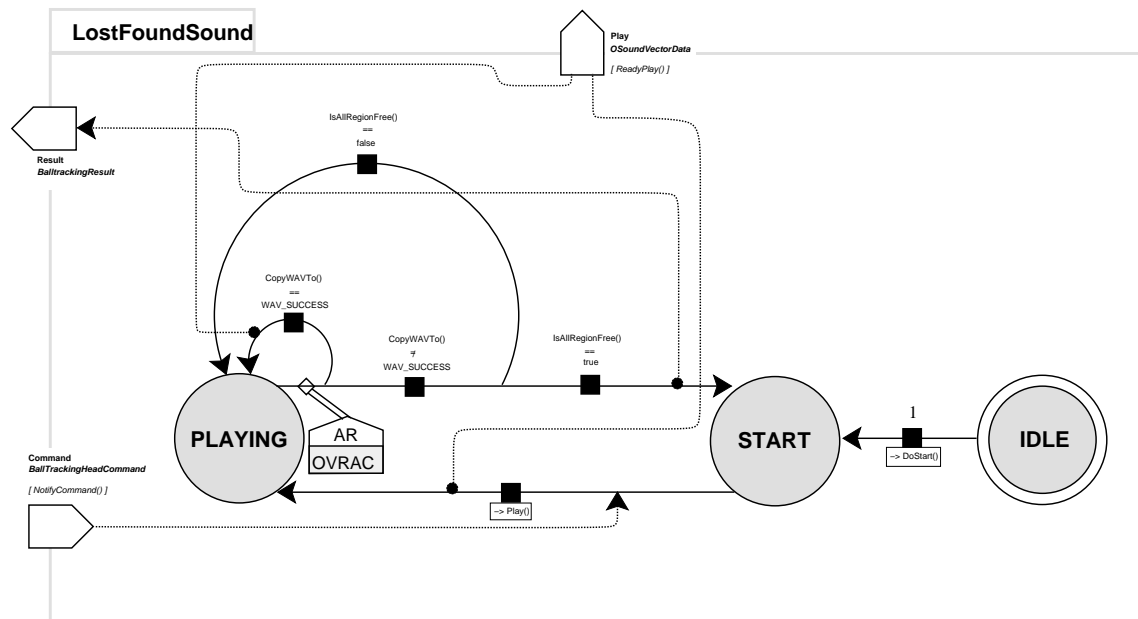 LostFoundSound
Play
OSoundVectorData
[ ReadyPlay() ]
Result
BalltrackingResult
IsAllRegionFree()
==
false
CopyWAVTo()
==
WAV_SUCCESS
CopyWAVTo()
≠
WAV_SUCCESS
IsAllRegionFree()
==
true
PLAYING
AR
OVRAC
START
1
−> DoStart()
IDLE
Command
BallTrackingHeadCommand
[ NotifyCommand() ]
−> Play()